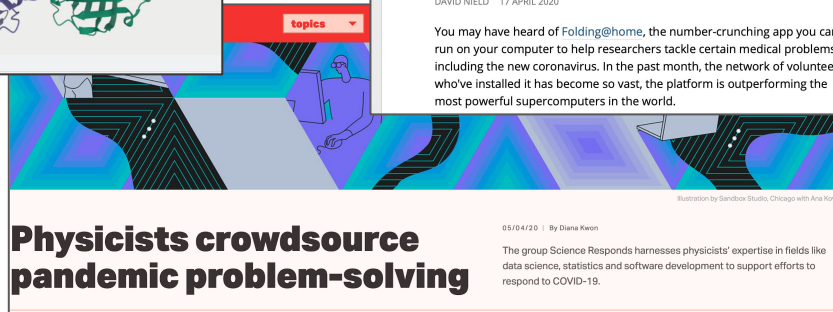 topics
DAVID NIELD 17 APRIL 2020
You may have heard of Folding@home, the number-crunching app you can
run on your computer to help researchers tackle certain medical problems
including the new coronavirus. In the past month, the network of voluntee
who've installed it has become so vast, the platform is outperforming the
most powerful supercomputers in the world.
Illustration by Sandbox Studio, Chicago with Ana
Physicists crowdsource
pandemic problem-solving
05/04/20 | By Diana Kwon
The group Science Responds harnesses physicists' expertise in fields like
data science, statistics and software development to support efforts to
respond to COVID-19.